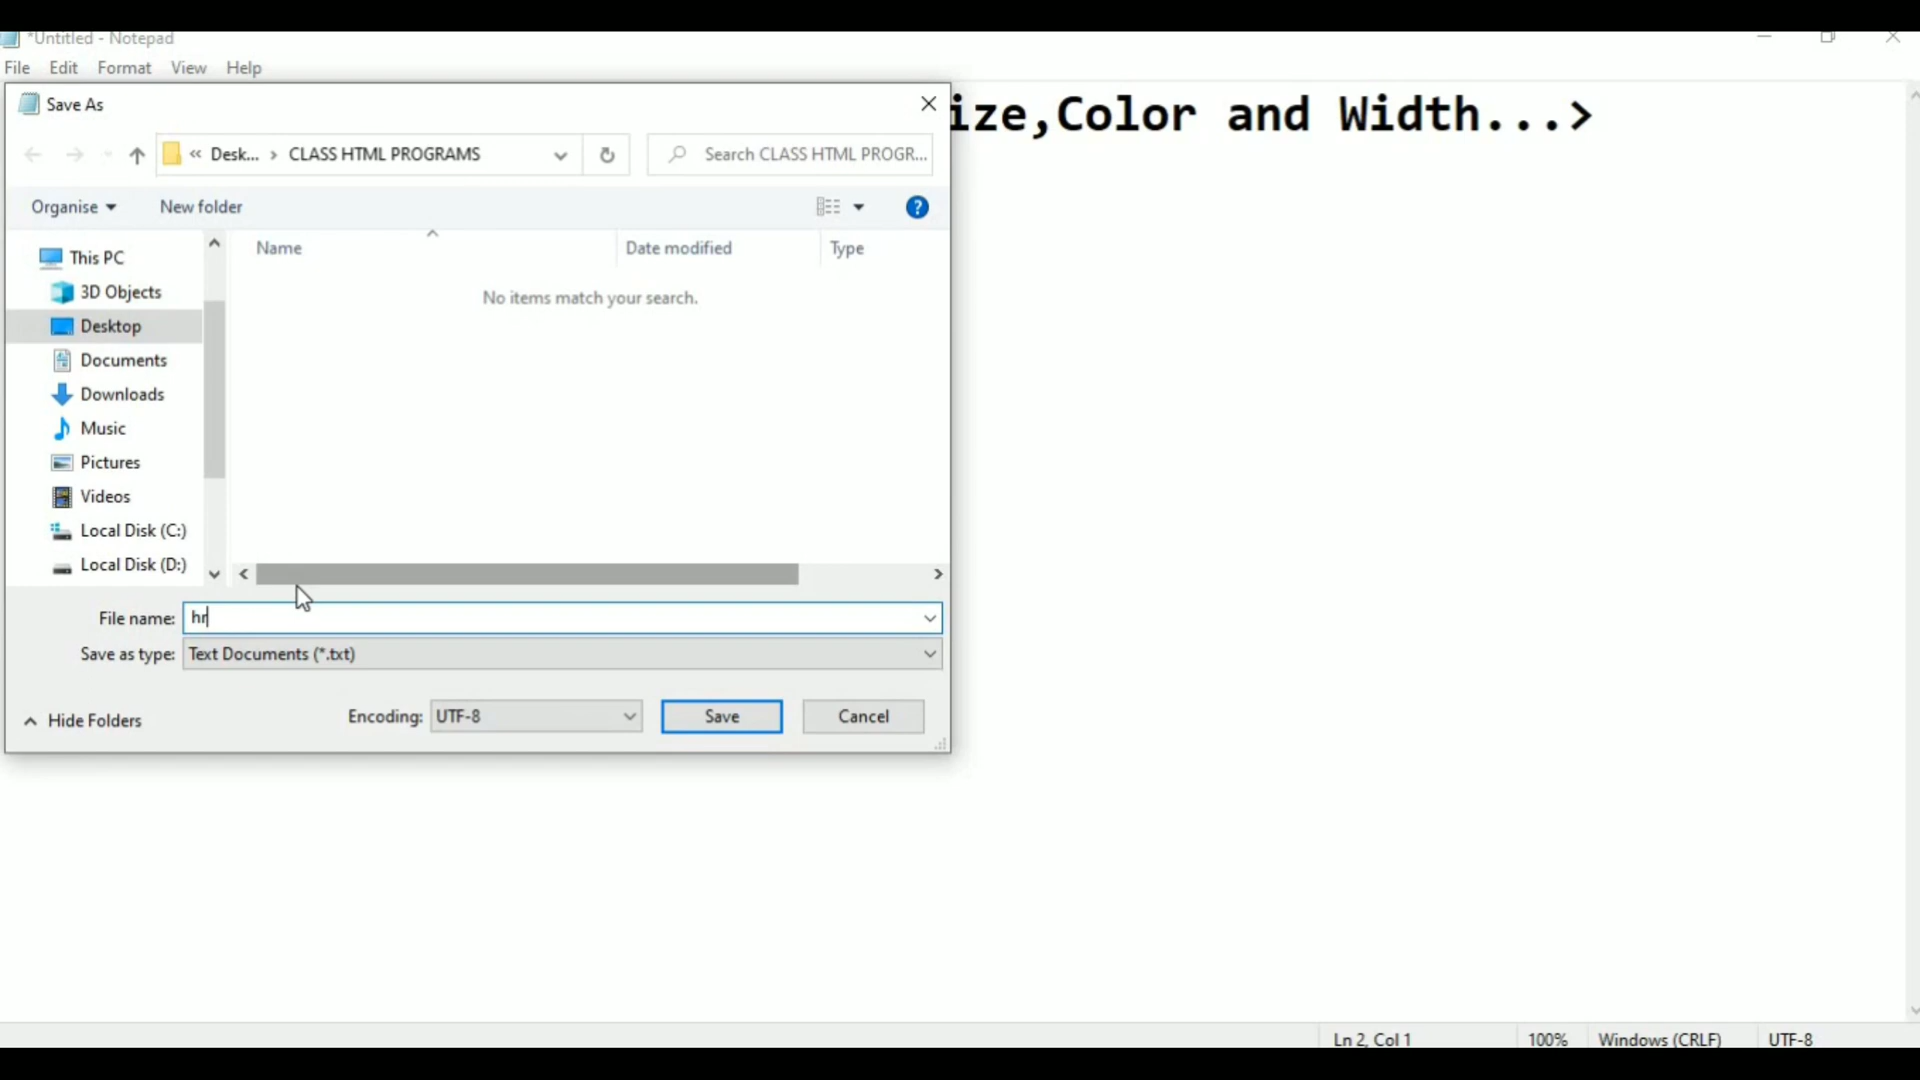 *Untitled - Notepad
File Edit Format View Help
Save As
ize,Color and Width...>
« Desk... › CLASS HTML PROGRAMS
Search CLASS HTML PROGR...
Organise New folder
?
Name Date modified Type
No items match your search.
This PC
3D Objects
Desktop
Documents
Downloads
Music
Pictures
Videos
Local Disk (C:)
Local Disk (D:)
File name: hr
Save as type: Text Documents (*.txt)
Hide Folders
Encoding: UTF-8
Save Cancel
Ln 2, Col 1 100% Windows (CRLF) UTF-8